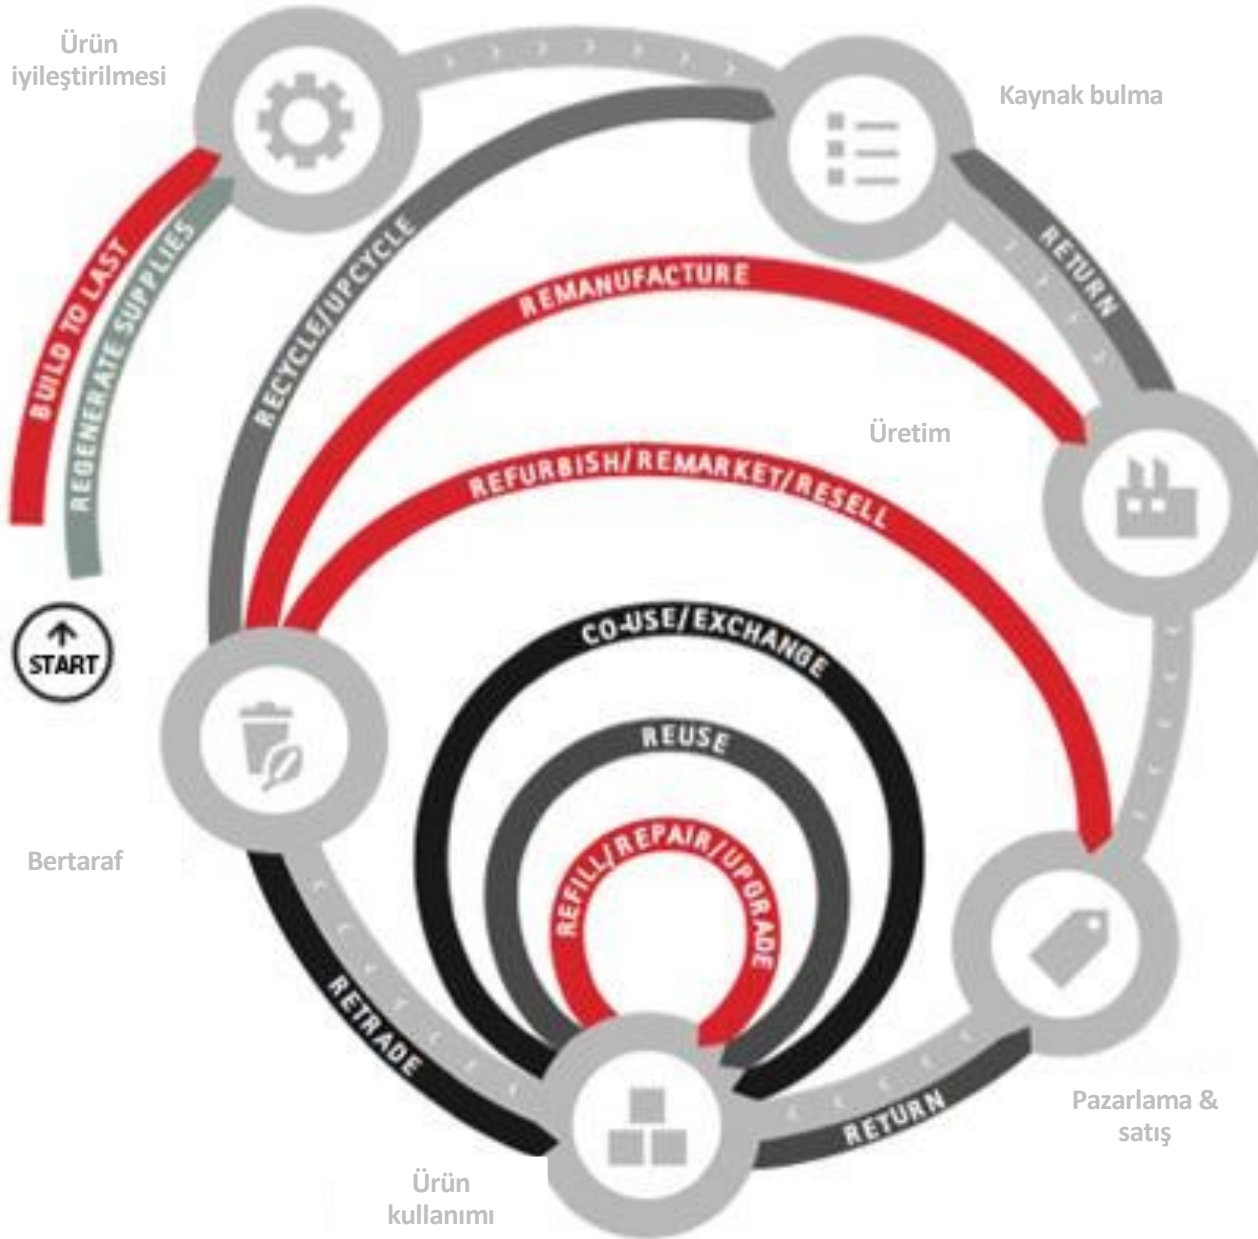 Ürün
iyileştirilmesi
Kaynak bulma
BUILD TO LAST
REGENERATE SUPPLIES
RECYCLE/UPCYCLE
REMANUFACTURE
RETURN
Üretim
REFURBISH/REMARKET/RESELL
START
CO-USE/EXCHANGE
REUSE
REFILL/REPAIR/UPGRADE
Bertaraf
RETRADE
RETURN
Pazarlama &
satış
Ürün
kullanımı